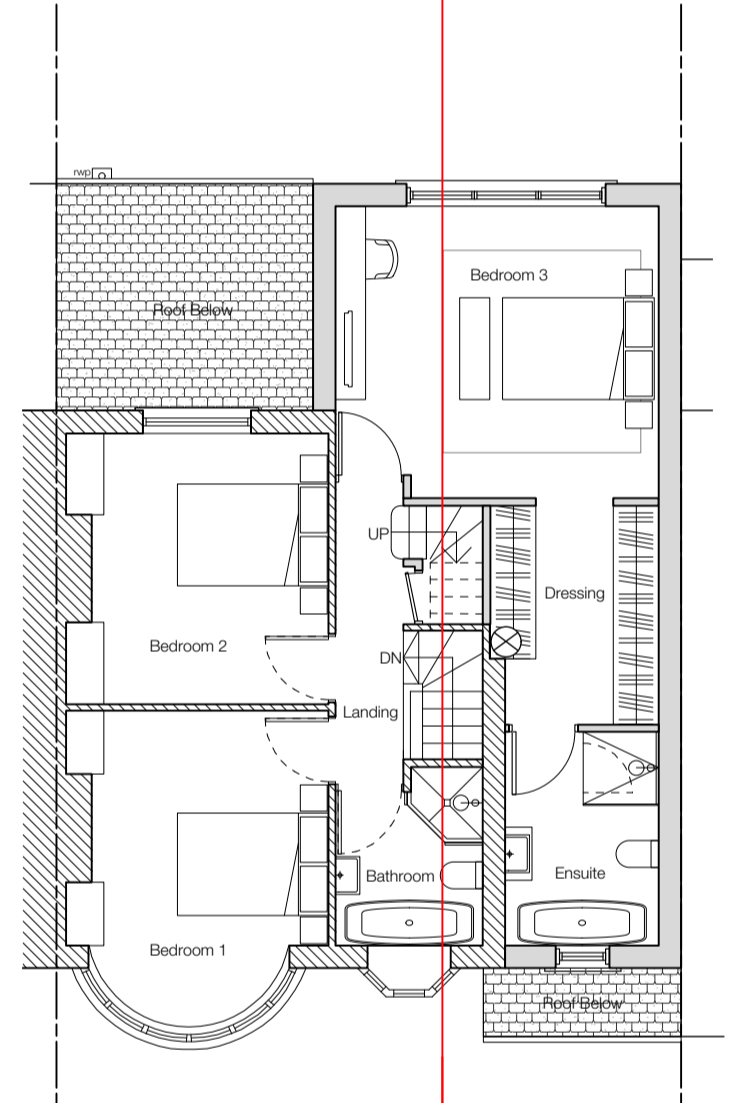 rwp
Bedroom 3
Roof Below
UP
Dressing
Bedroom 2
DN
Landing
Bathroom
Ensuite
Bedroom 1
Roof Below